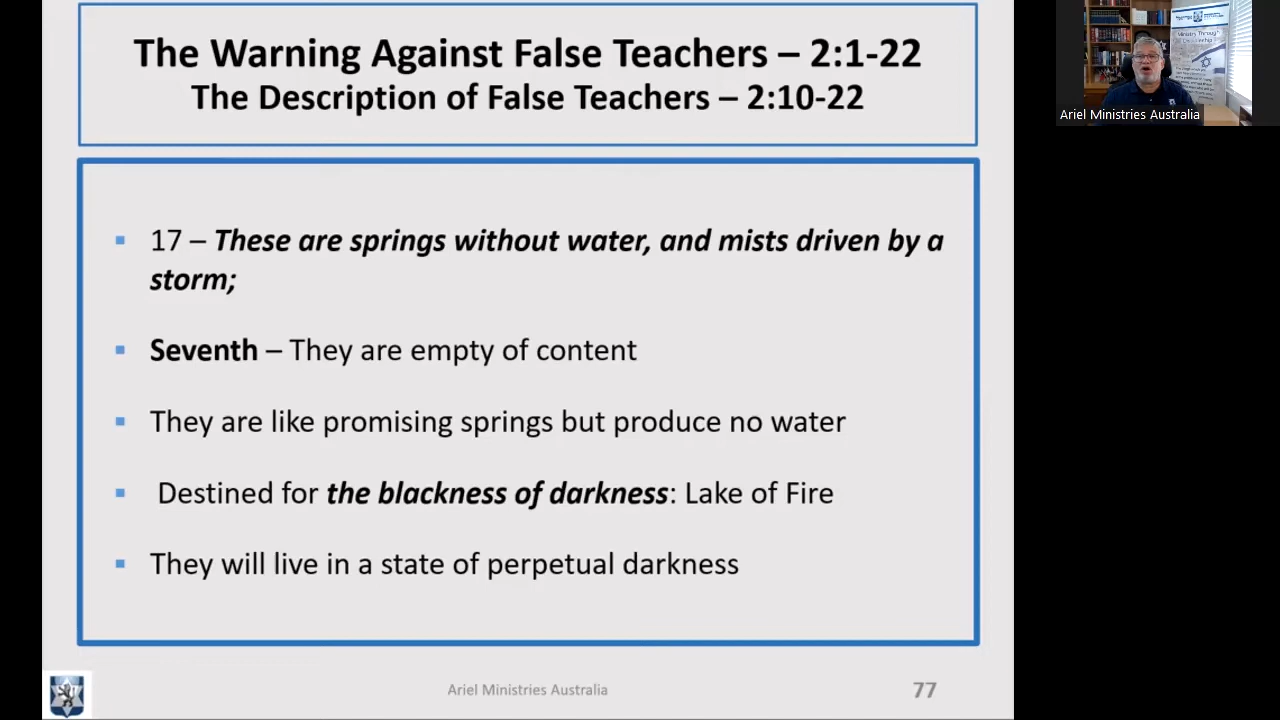 The Warning Against False Teachers – 2:1-22
The Description of False Teachers – 2:10-22
▪ 17 – These are springs without water, and mists driven by a
storm;
▪ Seventh – They are empty of content
▪ They are like promising springs but produce no water
▪ Destined for the blackness of darkness: Lake of Fire
▪ They will live in a state of perpetual darkness
Ariel Ministries Australia
77
Ministry Through
Discipleship
Ariel Ministries Australia